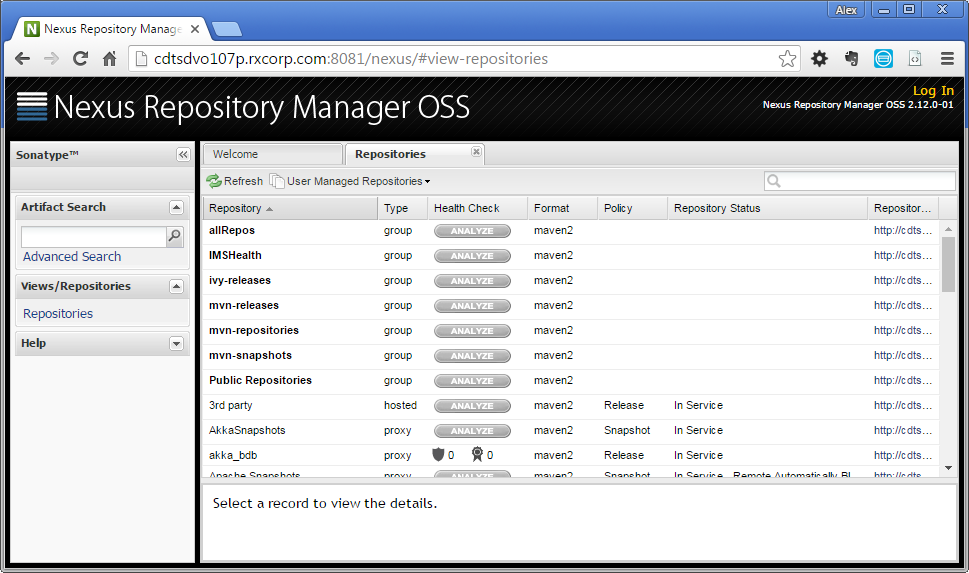 Alex
Nexus Repository Manage
cdtsdvo107p.rxcorp.com:8081/nexus/#view-repositories
Nexus Repository Manager OSS
Log In
Nexus Repository Manager OSS 2.12.0-01
Sonatype™
Welcome
Repositories
Refresh
User Managed Repositories
Artifact Search
Advanced Search
Views/Repositories
Repositories
Help
Repository Type Health Check Format Policy Repository Status Repositor...
allRepos group ANALYZE maven2 http://cdts...
IMSHealth group ANALYZE maven2 http://cdts...
ivy-releases group ANALYZE maven2 http://cdts...
mvn-releases group ANALYZE maven2 http://cdts...
mvn-repositories group ANALYZE maven2 http://cdts...
mvn-snapshots group ANALYZE maven2 http://cdts...
Public Repositories group ANALYZE maven2 http://cdts...
3rd party hosted ANALYZE maven2 Release In Service http://cdts...
AkkaSnapshots proxy ANALYZE maven2 Snapshot In Service http://cdts...
akka_bdb proxy 0 0 maven2 Release In Service http://cdts...
Apache Snapshots proxy ANALYZE maven2 Snapshot In Service - Remote Automatically Bl... http://cdts...
Select a record to view the details.